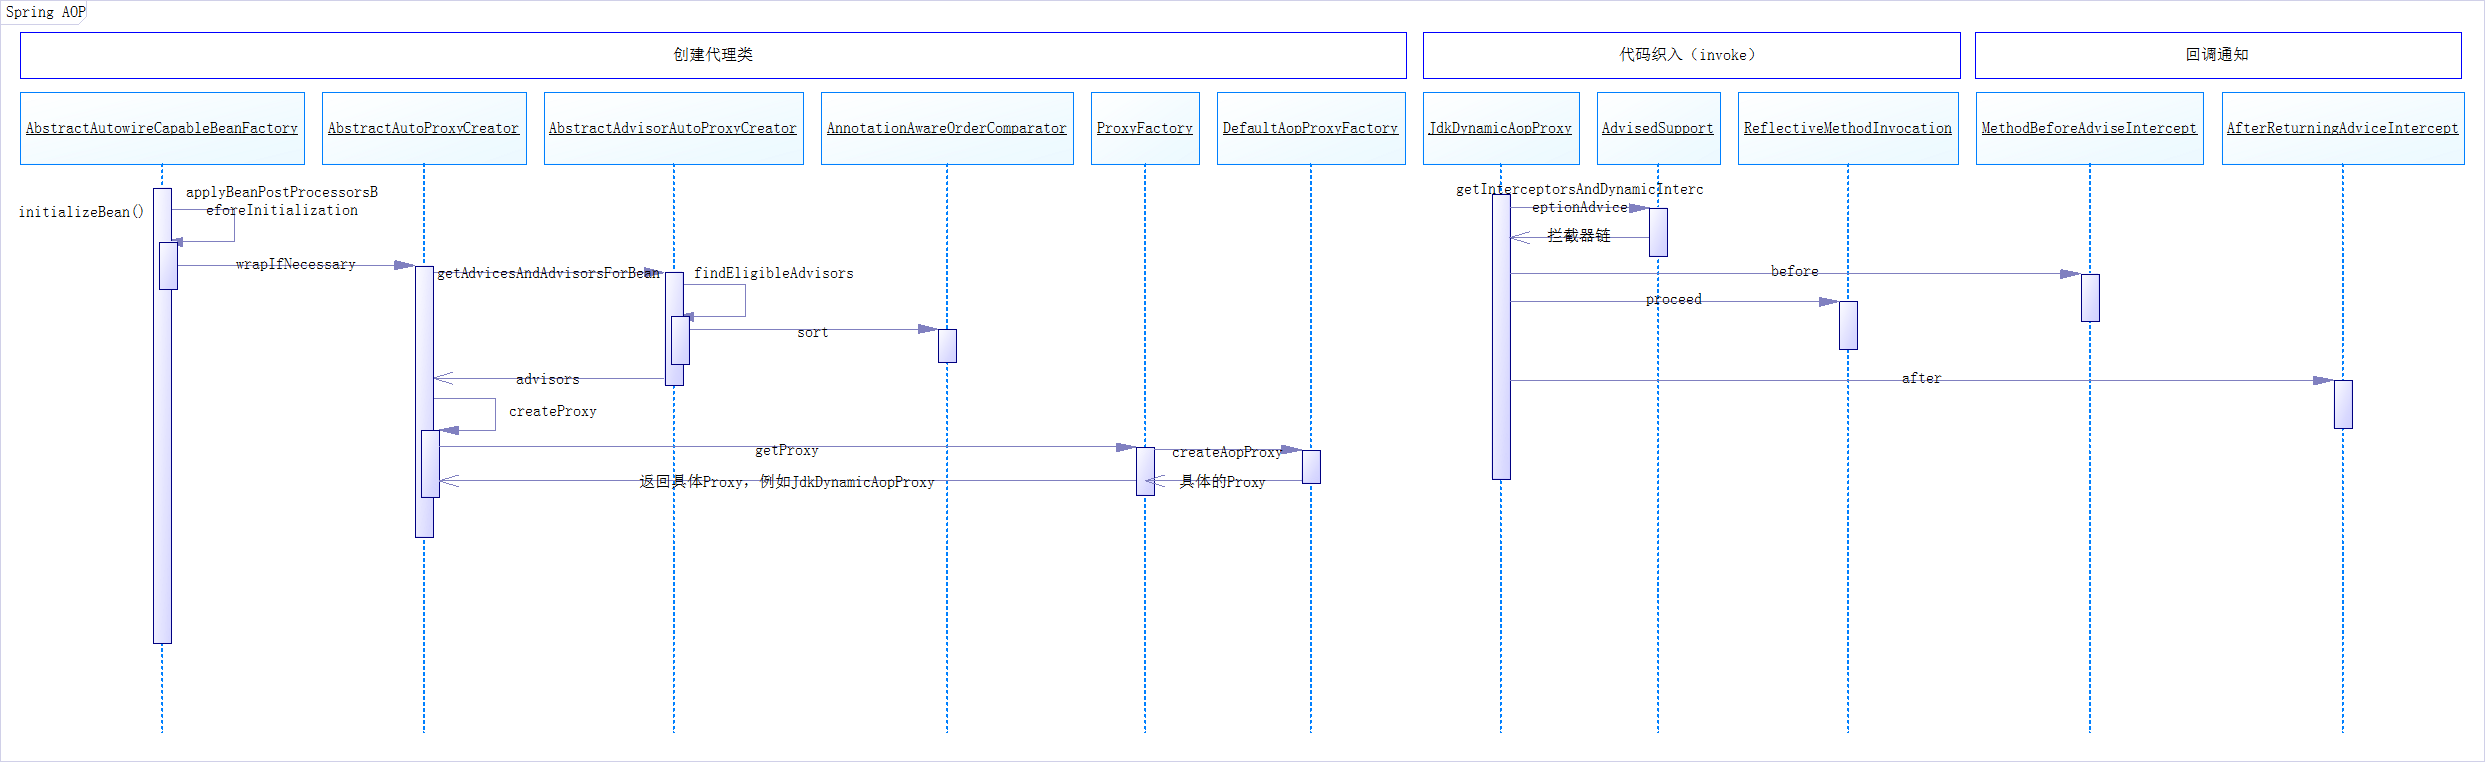 Spring AOP
创建代理类
代码织入（invoke）
回调通知
AbstractAutowireCapableBeanFactory
AbstractAutoProxyCreator
AbstractAdvisorAutoProxyCreator
AnnotationAwareOrderComparator
ProxyFactory
DefaultAopProxyFactory
JdkDynamicAopProxy
AdvisedSupport
ReflectiveMethodInvocation
MethodBeforeAdviseIntercept
AfterReturningAdviceIntercept
initializeBean()
applyBeanPostProcessorsB
eforeInitialization
wrapIfNecessary
getAdvicesAndAdvisorsForBean
findEligibleAdvisors
sort
advisors
createProxy
getProxy
createAopProxy
返回具体Proxy，例如JdkDynamicAopProxy
具体的Proxy
getInterceptorsAndDynamicInterc
eptionAdvice
拦截器链
before
proceed
after